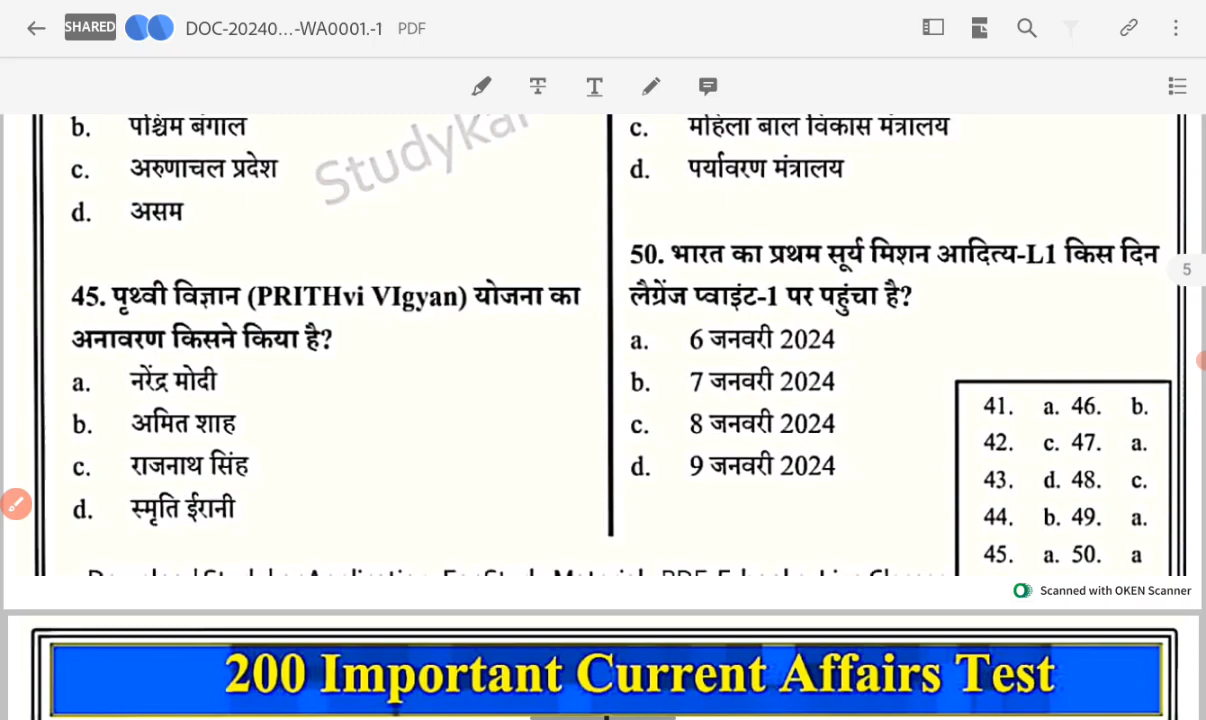 SHARED
DOC-20240...-WA0001.-1 PDF
b. पश्चिम बंगाल
c. अरुणाचल प्रदेश
d. असम
45. पृथ्वी विज्ञान (PRITHvi VIgyan) योजना का
अनावरण किसने किया है?
a. नरेंद्र मोदी
b. अमित शाह
c. राजनाथ सिंह
d. स्मृति ईरानी
c. महिला बाल विकास मंत्रालय
d. पर्यावरण मंत्रालय
50. भारत का प्रथम सूर्य मिशन आदित्य-L1 किस दिन
लैग्रेंज प्वाइंट-1 पर पहुंचा है?
a. 6 जनवरी 2024
b. 7 जनवरी 2024
c. 8 जनवरी 2024
d. 9 जनवरी 2024
41. a. 46. b.
42. c. 47. a.
43. d. 48. c.
44. b. 49. a.
45. a. 50. a
5
Scanned with OKEN Scanner
200 Important Current Affairs Test